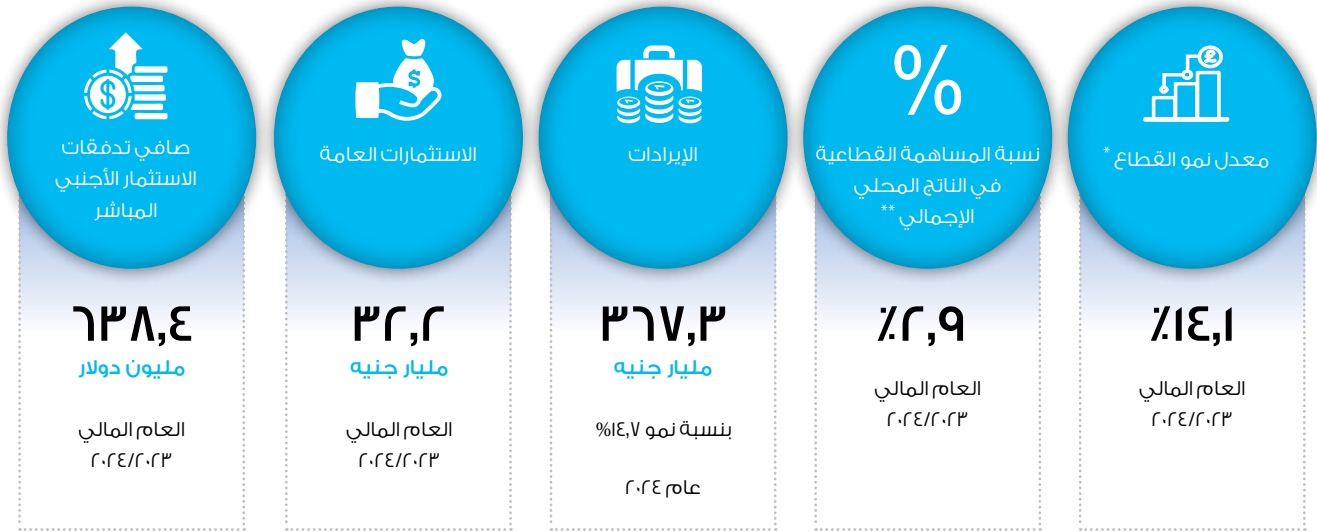 معدل نمو القطاع *
٪١٤,١
العام المالي
٢٠٢٤/٢٠٢٣
%
نسبة المساهمة القطاعية
في الناتج المحلي
الإجمالي **
٪٢,٩
العام المالي
٢٠٢٤/٢٠٢٣
الإيرادات
٣٦٧,٣
مليار جنيه
بنسبة نمو ١٤,٧%
عام ٢٠٢٤
$
الاستثمارات العامة
٣٢,٢
مليار جنيه
العام المالي
٢٠٢٤/٢٠٢٣
$
صافي تدفقات
الاستثمار الأجنبي
المباشر
٦٣٨,٤
مليون دولار
العام المالي
٢٠٢٤/٢٠٢٣